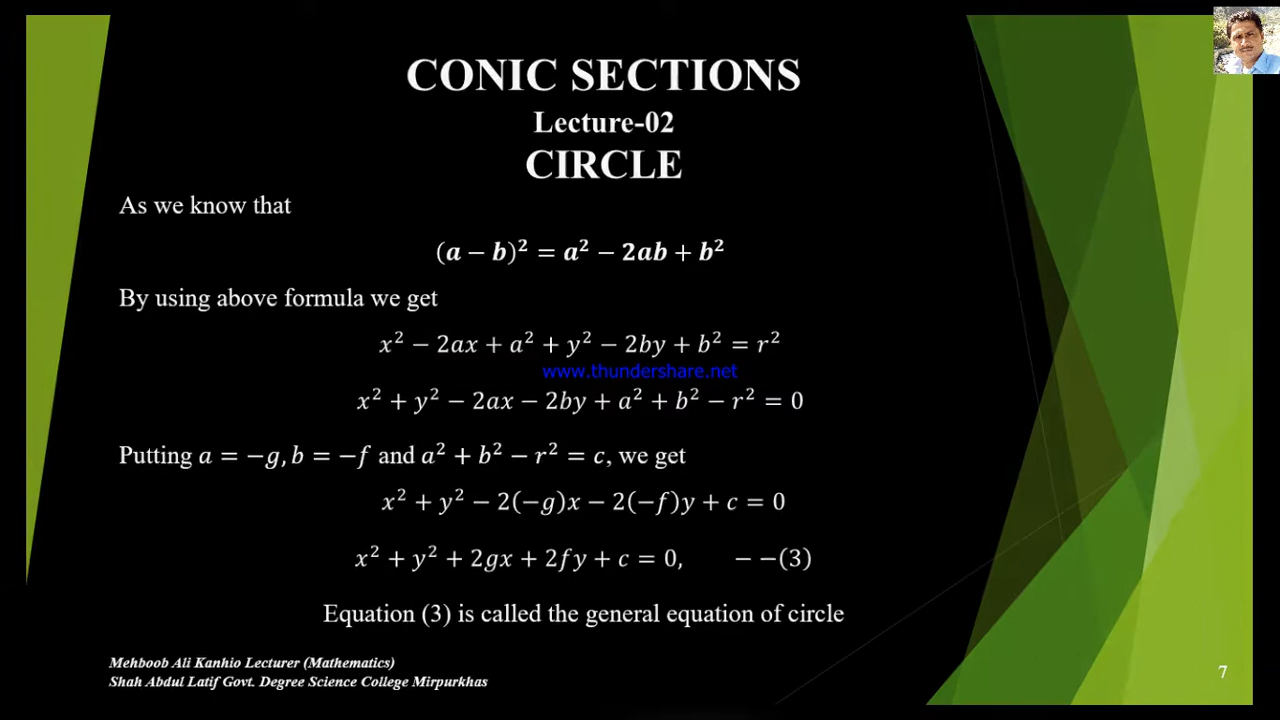 CONIC SECTIONS
Lecture-02
CIRCLE
As we know that
(a − b)² = a² − 2ab + b²
By using above formula we get
x² − 2ax + a² + y² − 2by + b² = r²
www.thundershare.net
x² + y² − 2ax − 2by + a² + b² − r² = 0
Putting a = −g, b = −f and a² + b² − r² = c, we get
x² + y² − 2(−g)x − 2(−f)y + c = 0
x² + y² + 2gx + 2fy + c = 0, − −(3)
Equation (3) is called the general equation of circle
Mehboob Ali Kanhio Lecturer (Mathematics)
Shah Abdul Latif Govt. Degree Science College Mirpurkhas
7